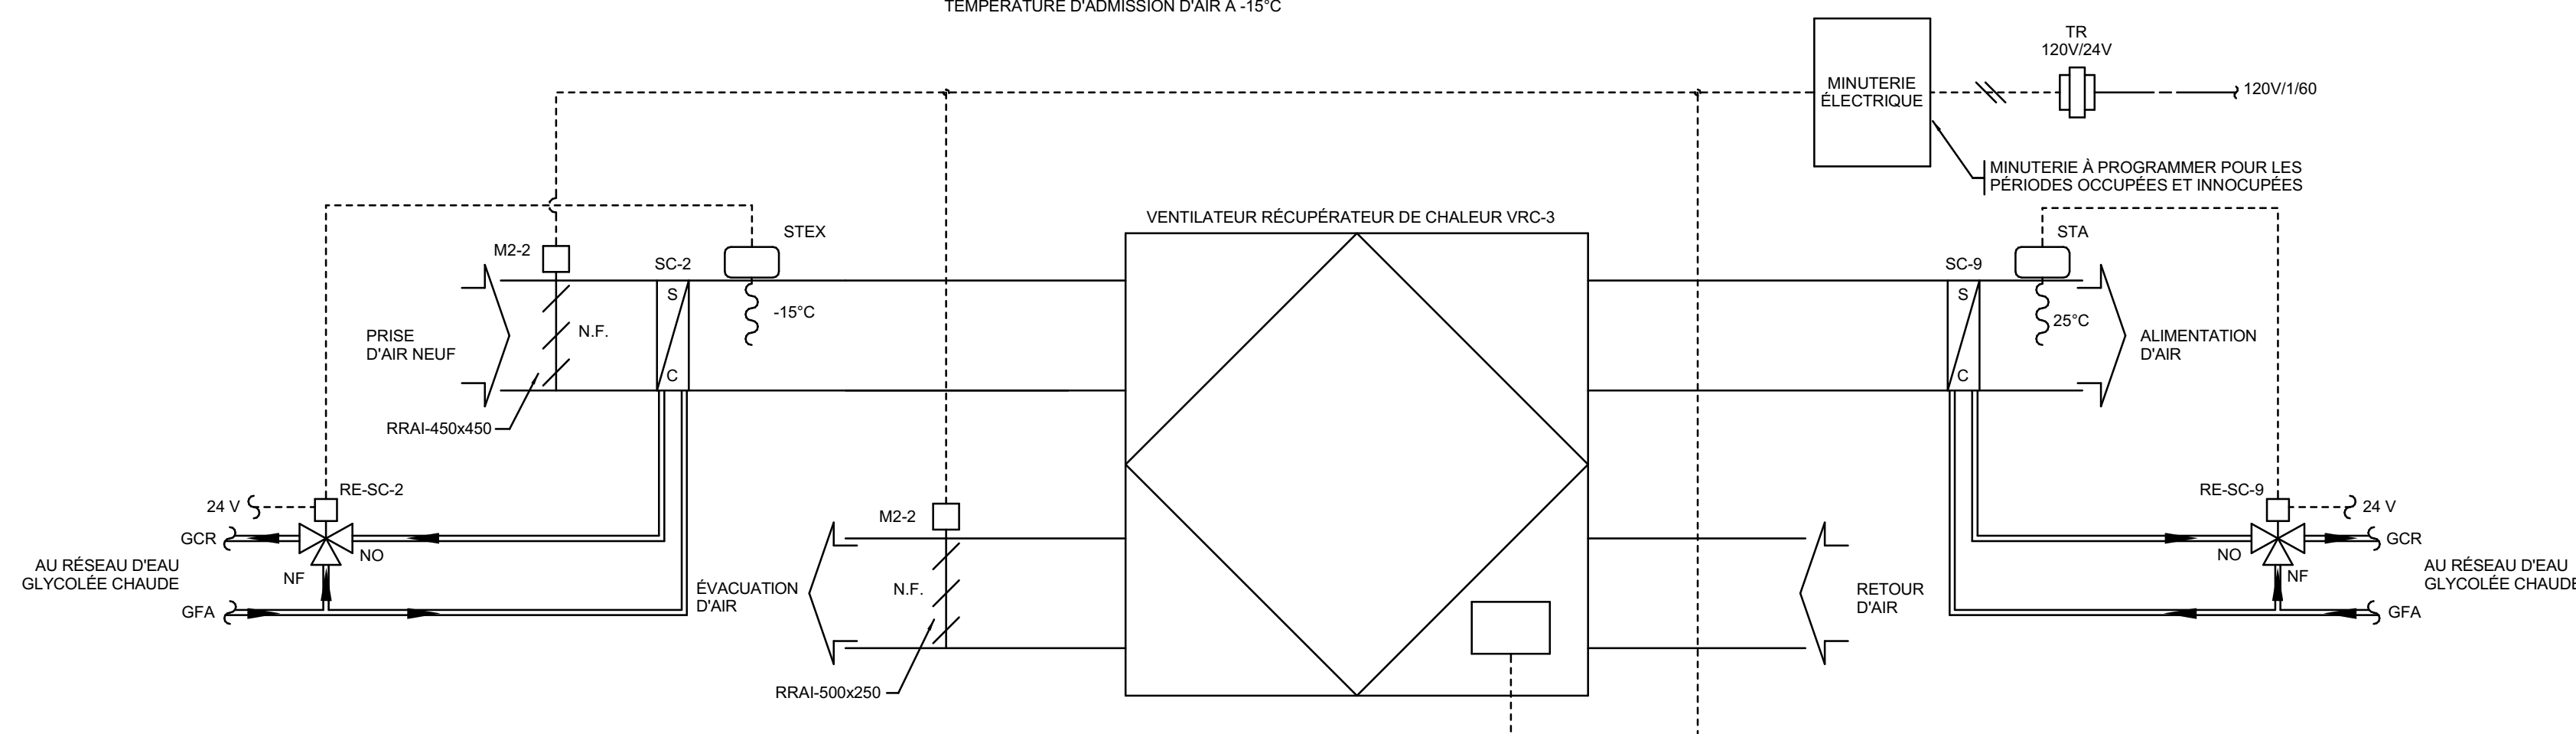 TEMPÉRATURE D'ADMISSION D'AIR À -15°C
TR
120V/24V
MINUTERIE
ÉLECTRIQUE
120V/1/60
MINUTERIE À PROGRAMMER POUR LES
PÉRIODES OCCUPÉES ET INNOCUPÉES
VENTILATEUR RÉCUPÉRATEUR DE CHALEUR VRC-3
M2-2
STEX
SC-2
S
C
-15°C
N.F.
PRISE
D'AIR NEUF
RRAI-450x450
STA
SC-9
S
C
25°C
ALIMENTATION
D'AIR
RE-SC-2
24 V
GCR
NO
NF
AU RÉSEAU D'EAU
GLYCOLÉE CHAUDE
GFA
M2-2
ÉVACUATION
D'AIR
N.F.
RRAI-500x250
RETOUR
D'AIR
RE-SC-9
24 V
GCR
NO
NF
AU RÉSEAU D'EAU
GLYCOLÉE CHAUDE
GFA